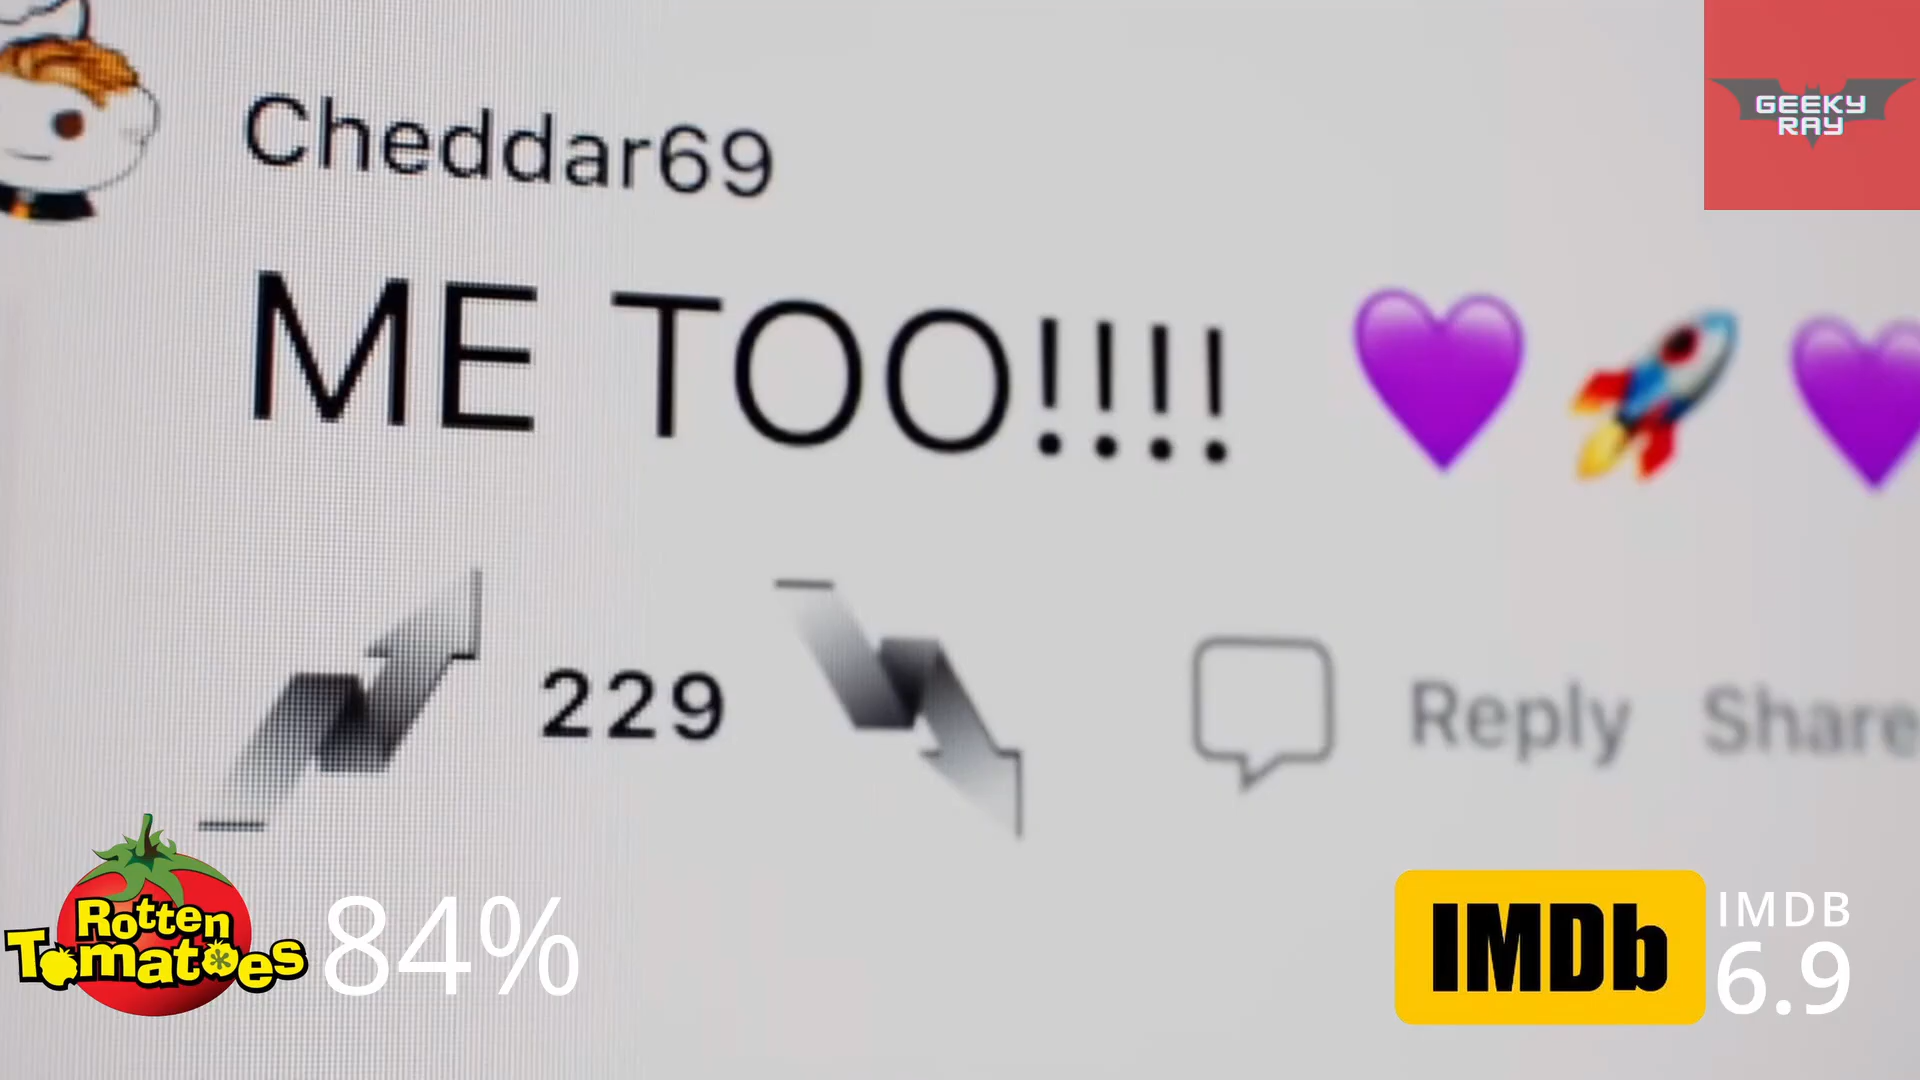 GEEKY
RAY
Cheddar69
ME TOO!!!!
229
Reply Share
Rotten
Tomatoes
84%
IMDb
IMDB
6.9